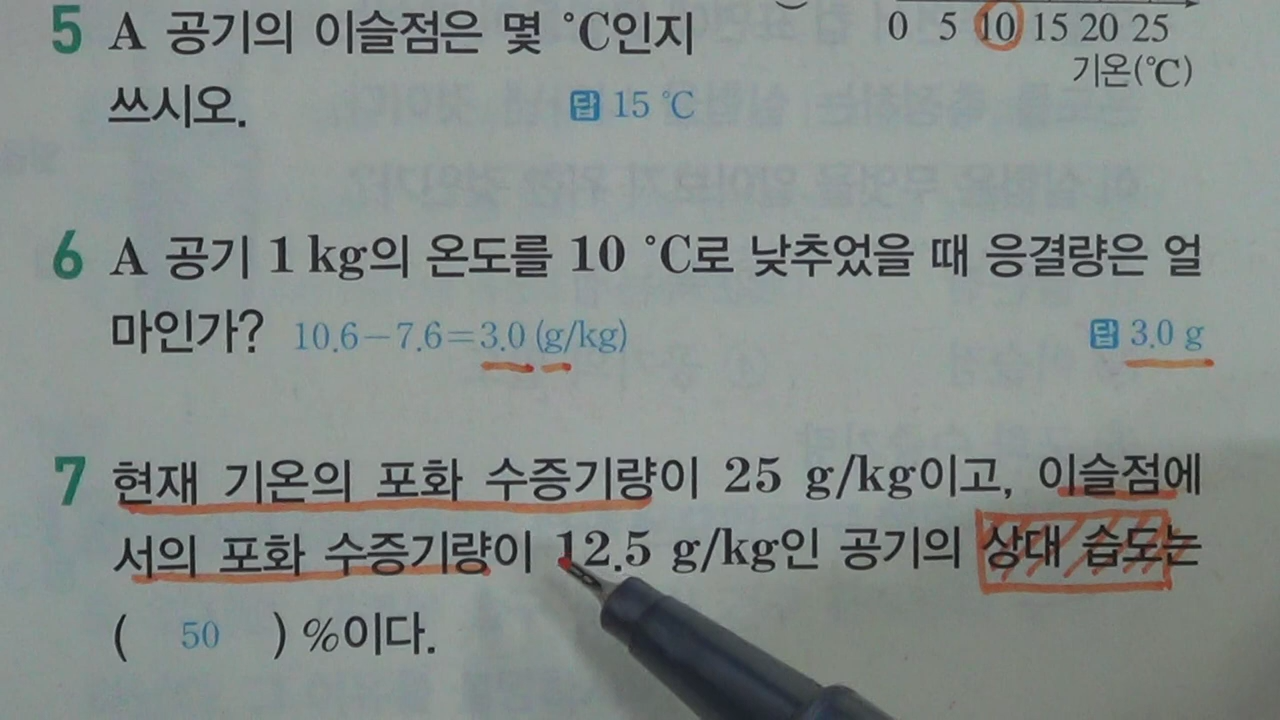 5 A 공기의 이슬점은 몇 °C인지
쓰시오. 답 15 °C
0 5 10 15 20 25
기온(℃)
6 A 공기 1 kg의 온도를 10 °C로 낮추었을 때 응결량은 얼
마인가? 10.6-7.6=3.0 (g/kg) 답 3.0 g
7 현재 기온의 포화 수증기량이 25 g/kg이고, 이슬점에
서의 포화 수증기량이 12.5 g/kg인 공기의 상대 습도는
( 50 ) %이다.